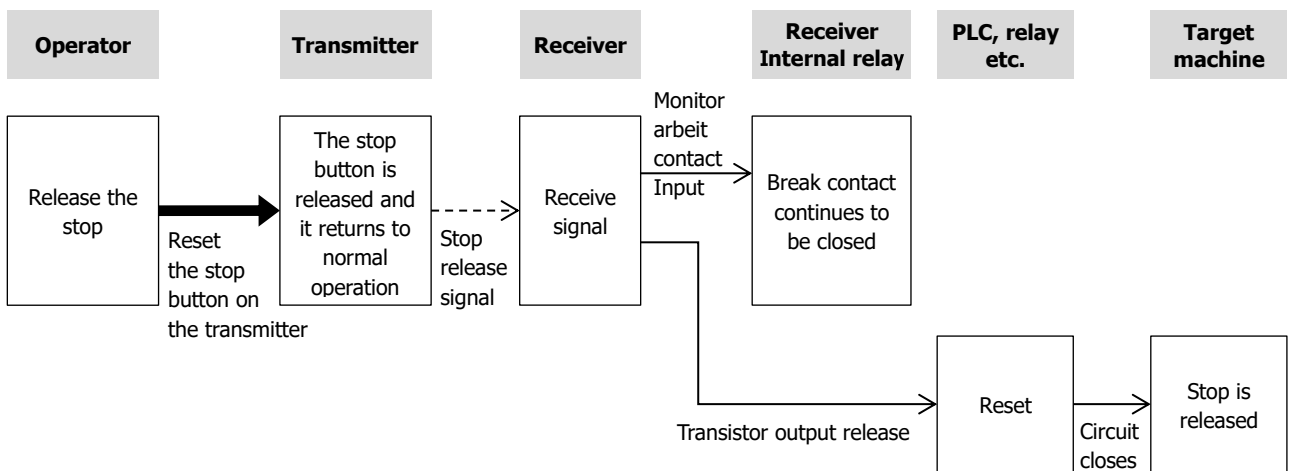 Operator
Transmitter
Receiver
Receiver
Internal relay
PLC, relay
etc.
Target
machine
Release the
stop
Reset
the stop
button on
the transmitter
The stop
button is
released and
it returns to
normal
operation
Stop
release
signal
Receive
signal
Monitor
arbeit
contact
Input
Break contact
continues to
be closed
Transistor output release
Reset
Circuit
closes
Stop is
released